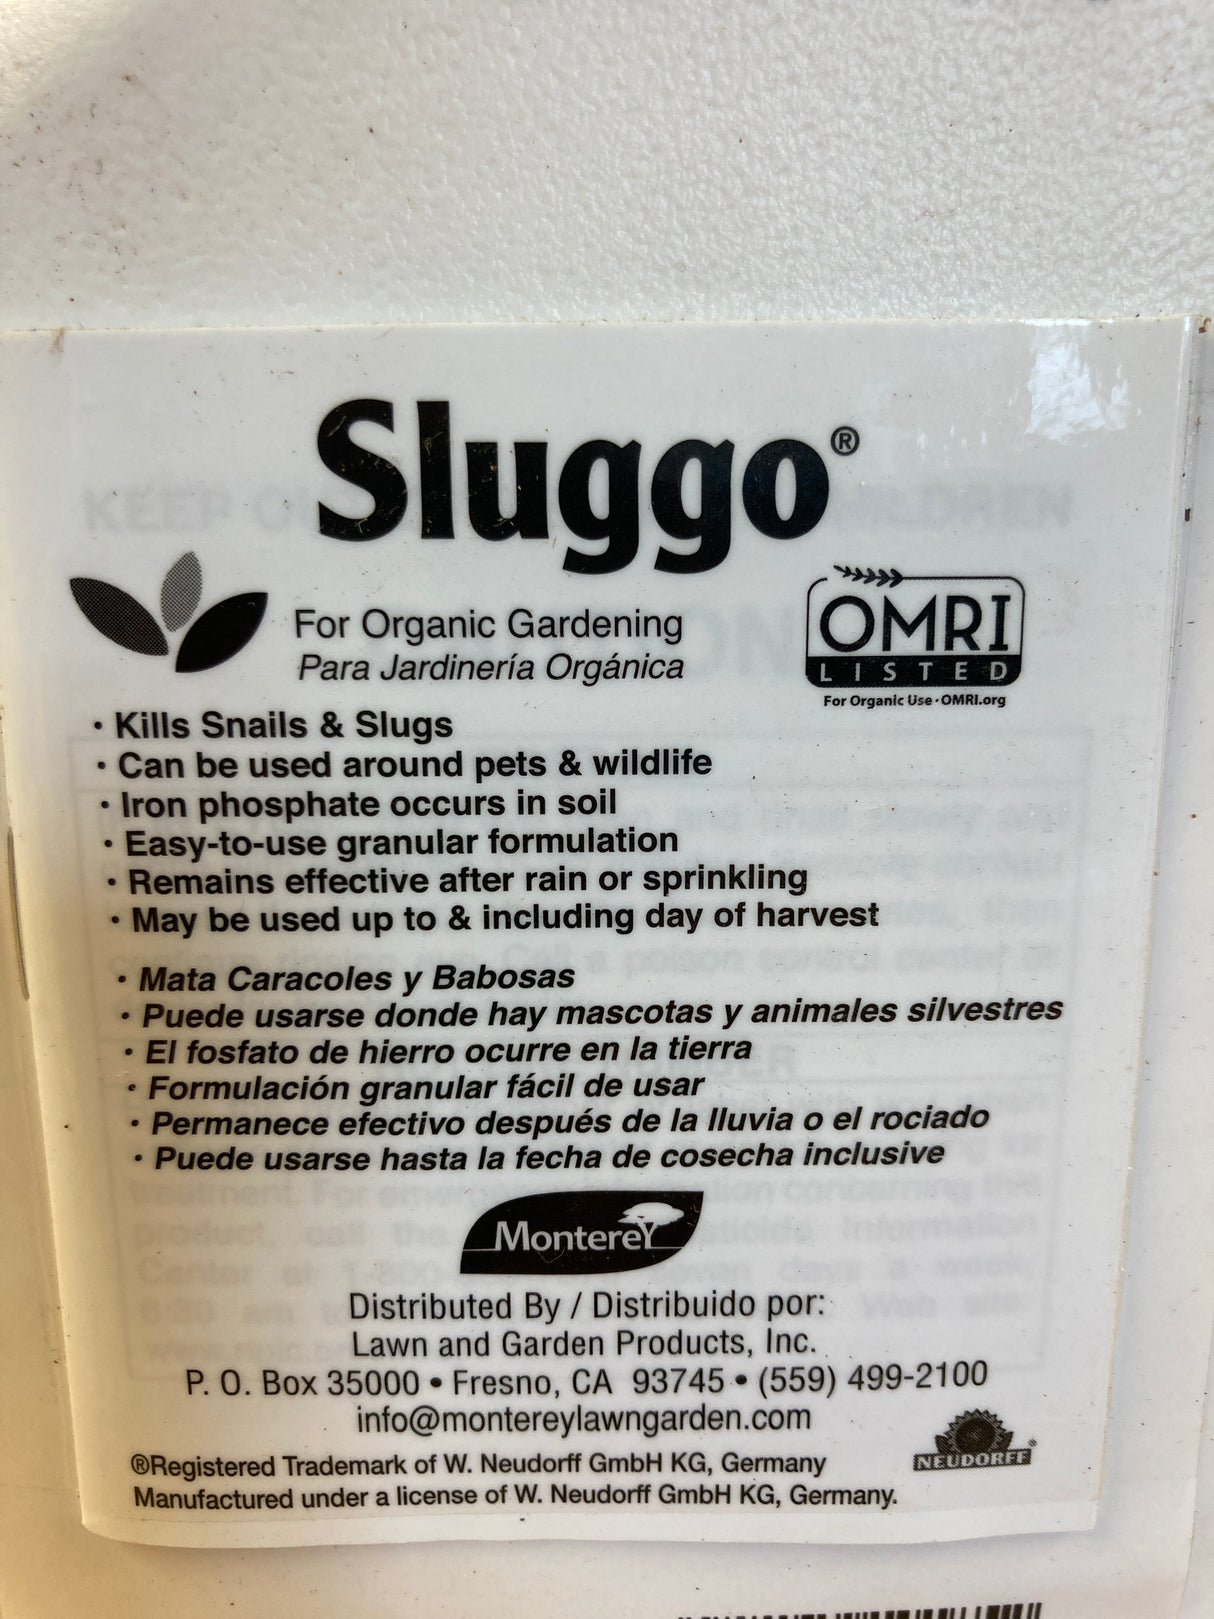 Sluggo®
For Organic Gardening
Para Jardinería Orgánica
OMRI
LISTED
For Organic Use · OMRI.org
· Kills Snails & Slugs
· Can be used around pets & wildlife
· Iron phosphate occurs in soil
· Easy-to-use granular formulation
· Remains effective after rain or sprinkling
· May be used up to & including day of harvest
· Mata Caracoles y Babosas
· Puede usarse donde hay mascotas y animales silvestres
· El fosfato de hierro ocurre en la tierra
· Formulación granular fácil de usar
· Permanece efectivo después de la lluvia o el rociado
· Puede usarse hasta la fecha de cosecha inclusive
Monterey
Distributed By / Distribuido por:
Lawn and Garden Products, Inc.
P. O. Box 35000 • Fresno, CA 93745 • (559) 499-2100
info@montereylawngarden.com
NEUDORFF®
®Registered Trademark of W. Neudorff GmbH KG, Germany
Manufactured under a license of W. Neudorff GmbH KG, Germany.